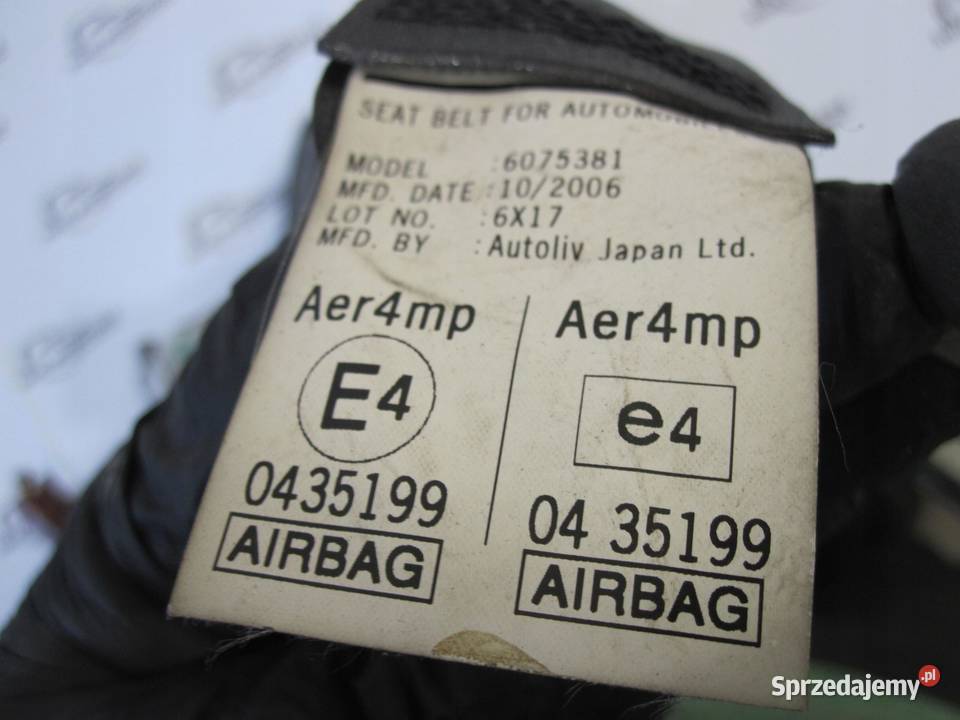 SEAT BELT FOR AUTOMOBILE
MODEL :6075381
MFD. DATE :10/2006
LOT NO. :6X17
MFD. BY :Autoliv Japan Ltd.
Aer4mp
E4
0435199
AIRBAG
Aer4mp
e4
04 35199
AIRBAG
Sprzedajemy.pl